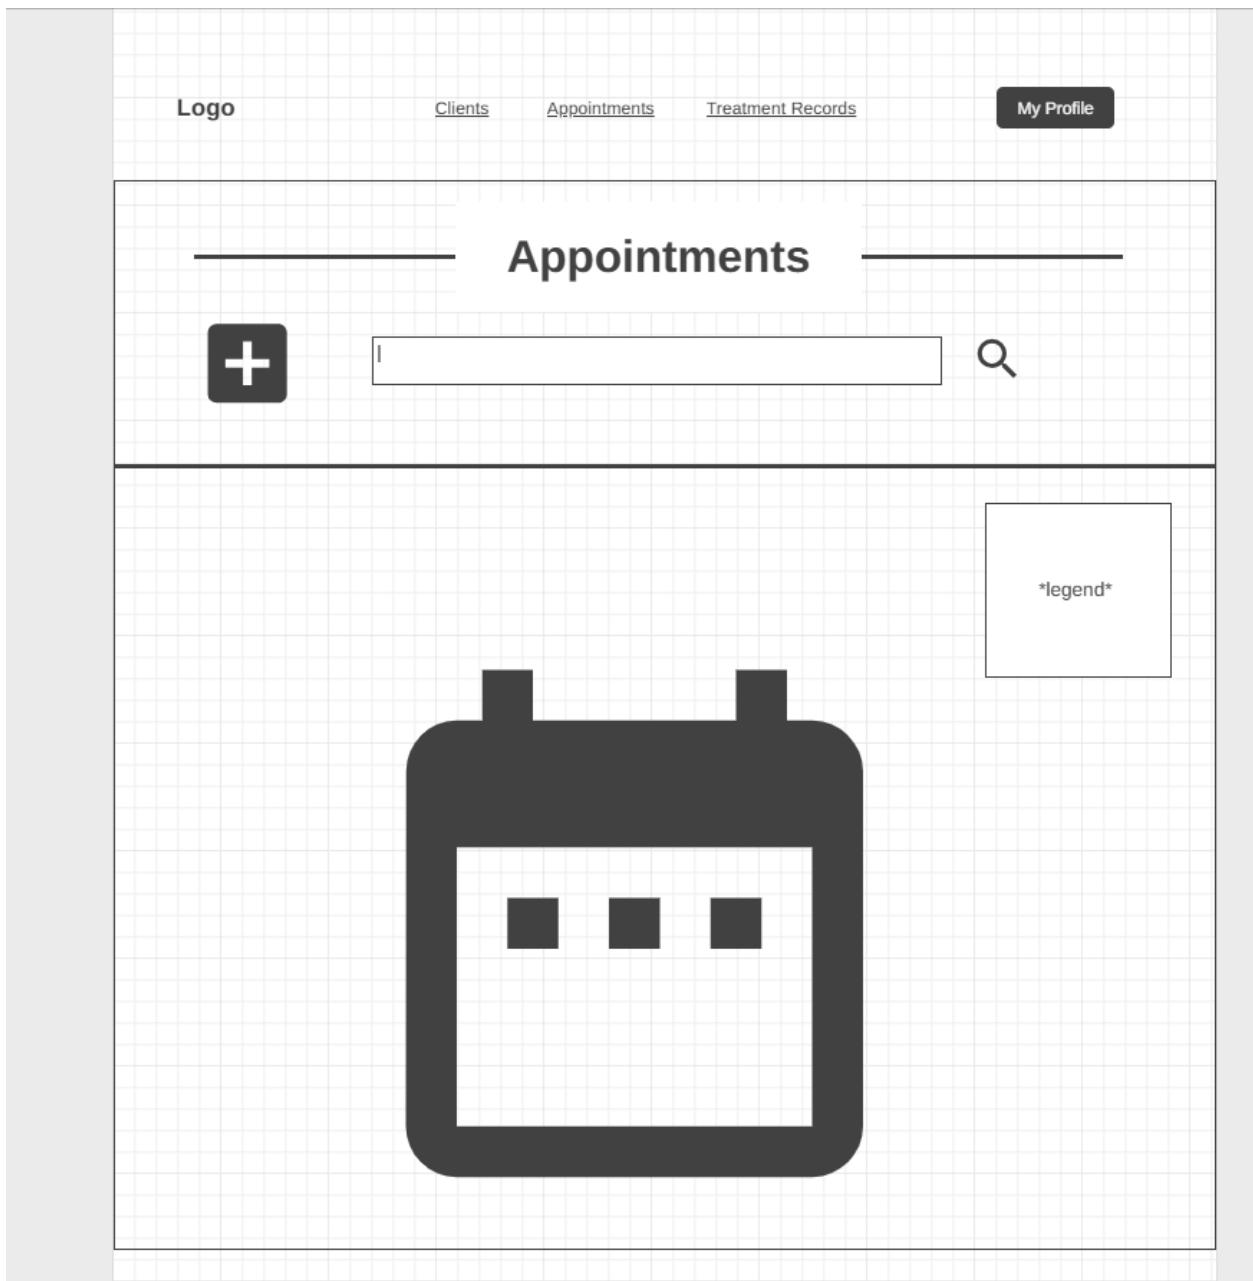 Logo
Clients
Appointments
Treatment Records
My Profile
Appointments
*legend*